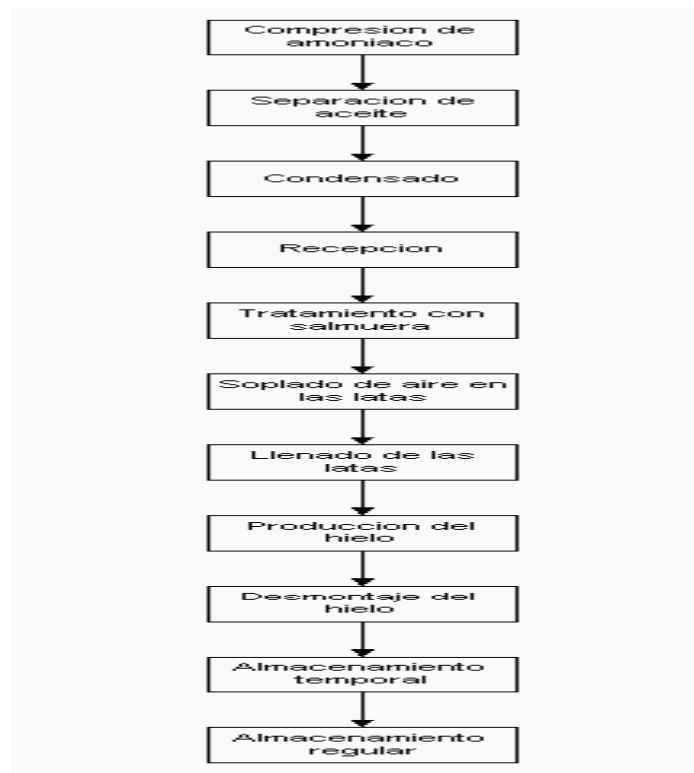 Compresion de
amoniaco
Separacion de
aceite
Condensado
Recepcion
Tratamiento con
salmuera
Soplado de aire en
las latas
Llenado de las
latas
Produccion del
hielo
Desmontaje del
hielo
Almacenamiento
temporal
Almacenamiento
regular